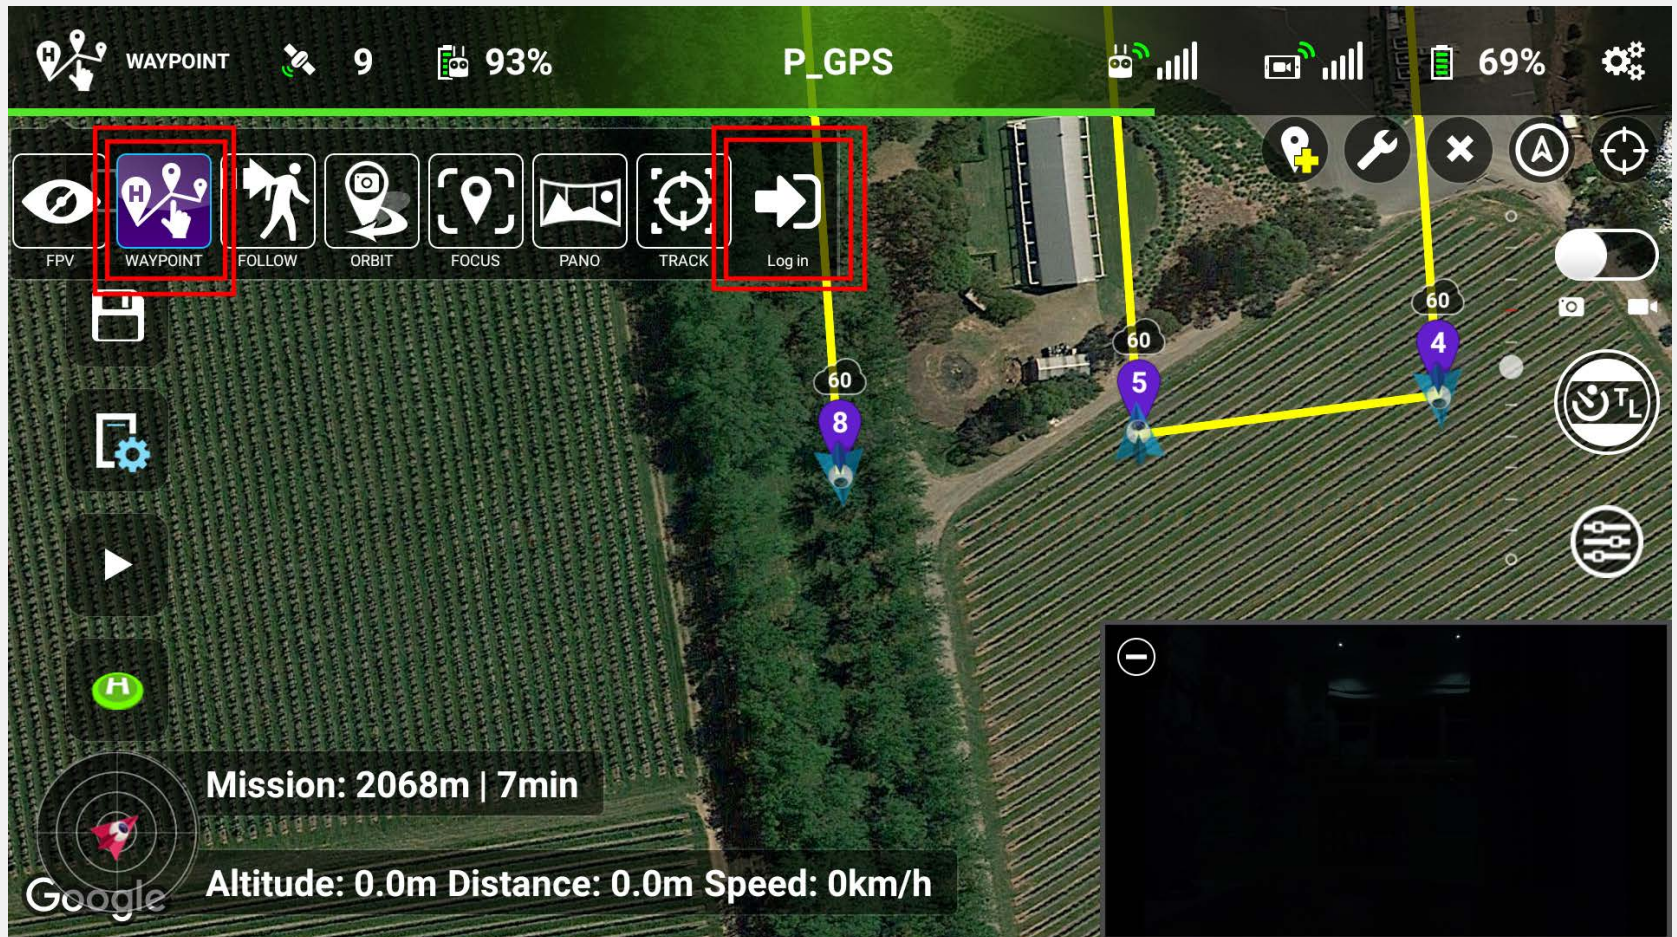 WAYPOINT 9 93% P_GPS 69%
FPV WAYPOINT FOLLOW ORBIT FOCUS PANO TRACK Log in
60
4
60
5
60
8
TL
H
Mission: 2068m | 7min
Altitude: 0.0m Distance: 0.0m Speed: 0km/h
Google